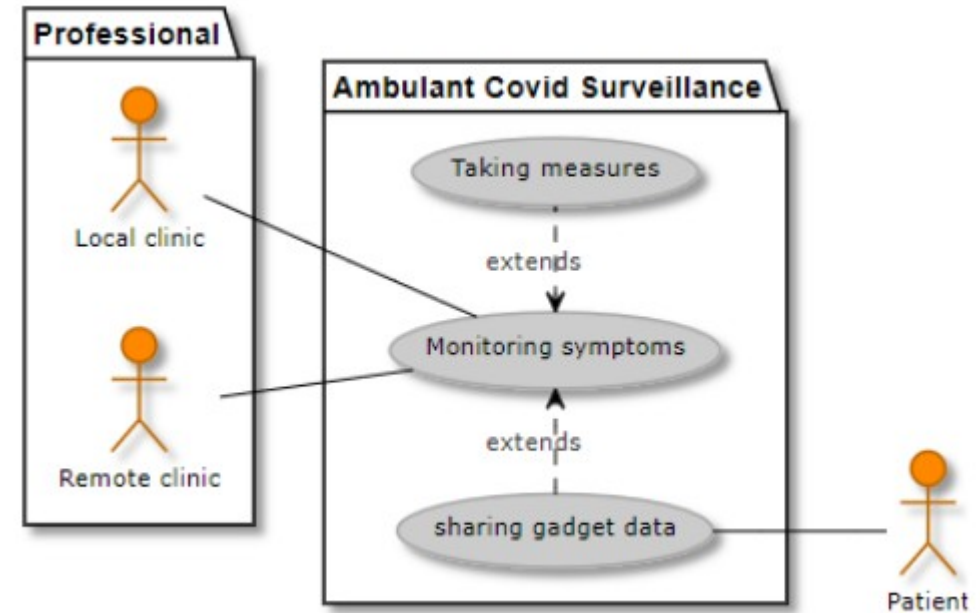 Professional
Ambulant Covid Surveillance
Taking measures
Local clinic
extends
Monitoring symptoms
extends
Remote clinic
sharing gadget data
Patient